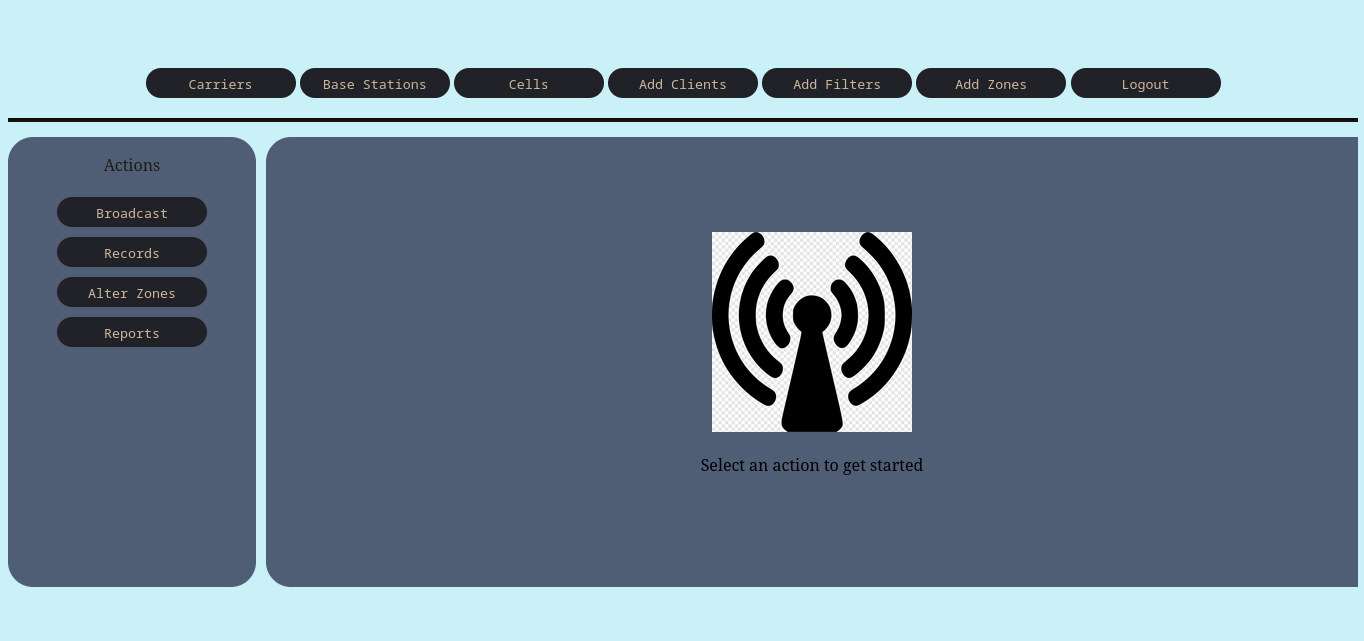 Carriers
Base Stations
Cells
Add Clients
Add Filters
Add Zones
Logout
Actions
Broadcast
Records
Alter Zones
Reports
Select an action to get started